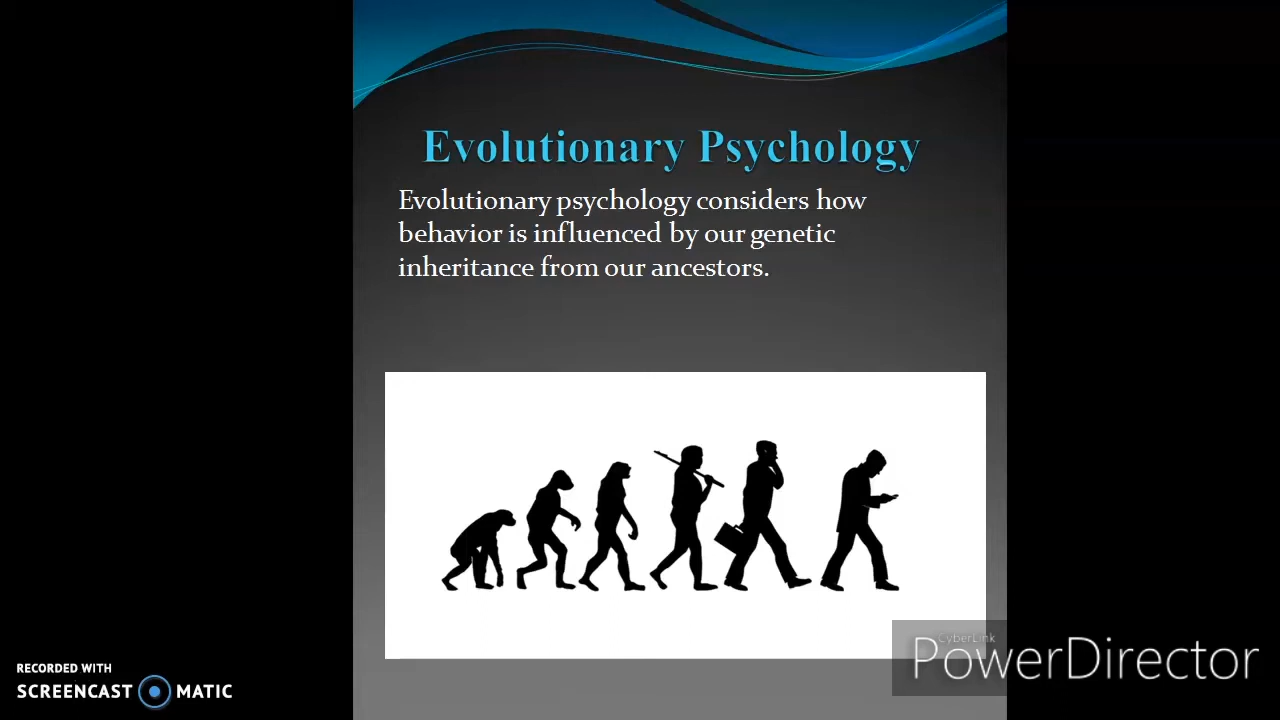 Evolutionary Psychology
Evolutionary psychology considers how
behavior is influenced by our genetic
inheritance from our ancestors.
RECORDED WITH
SCREENCAST MATIC
CyberLink
PowerDirector